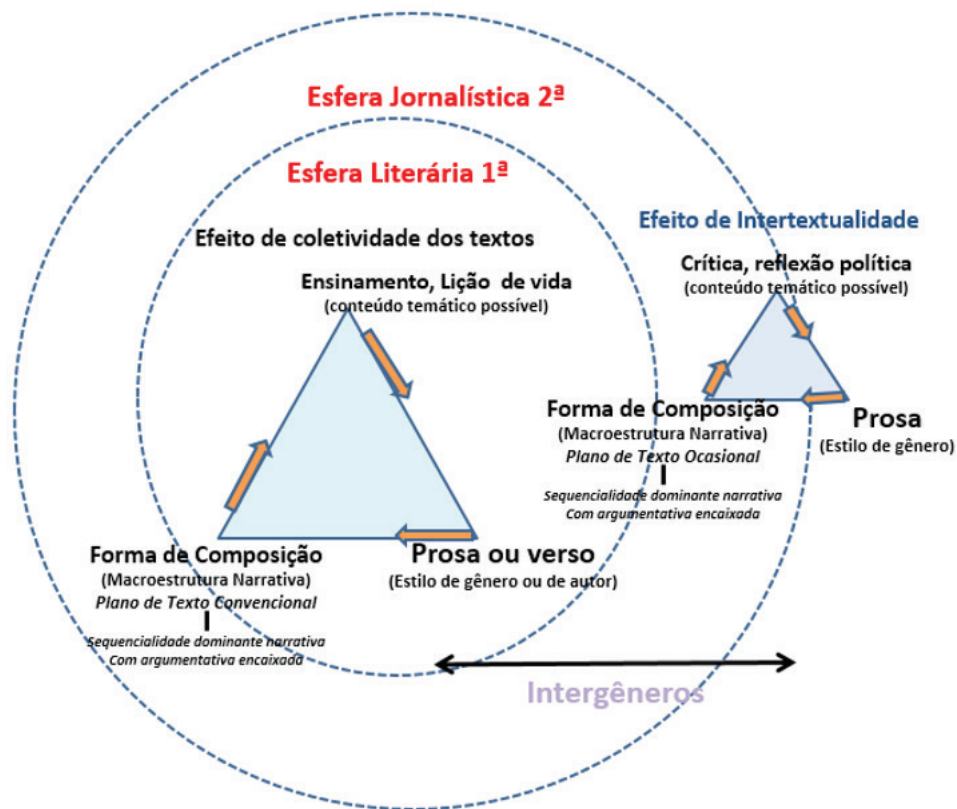 Esfera Jornalística 2ª
Esfera Literária 1ª
Efeito de coletividade dos textos
Ensinamento, Lição de vida
(conteúdo temático possível)
Forma de Composição
(Macroestrutura Narrativa)
Plano de Texto Convencional
Sequencialidade dominante narrativa
Com argumentativa encaixada
Prosa ou verso
(Estilo de gênero ou de autor)
Efeito de Intertextualidade
Crítica, reflexão política
(conteúdo temático possível)
Forma de Composição
(Macroestrutura Narrativa)
Plano de Texto Ocasional
Sequencialidade dominante narrativa
Com argumentativa encaixada
Prosa
(Estilo de gênero)
Intergêneros